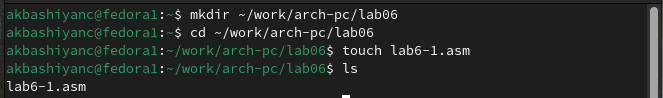 akbashiyanc@fedora1:~$ mkdir ~/work/arch-pc/lab06
akbashiyanc@fedora1:~$ cd ~/work/arch-pc/lab06
akbashiyanc@fedora1:~/work/arch-pc/lab06$ touch lab6-1.asm
akbashiyanc@fedora1:~/work/arch-pc/lab06$ ls
lab6-1.asm